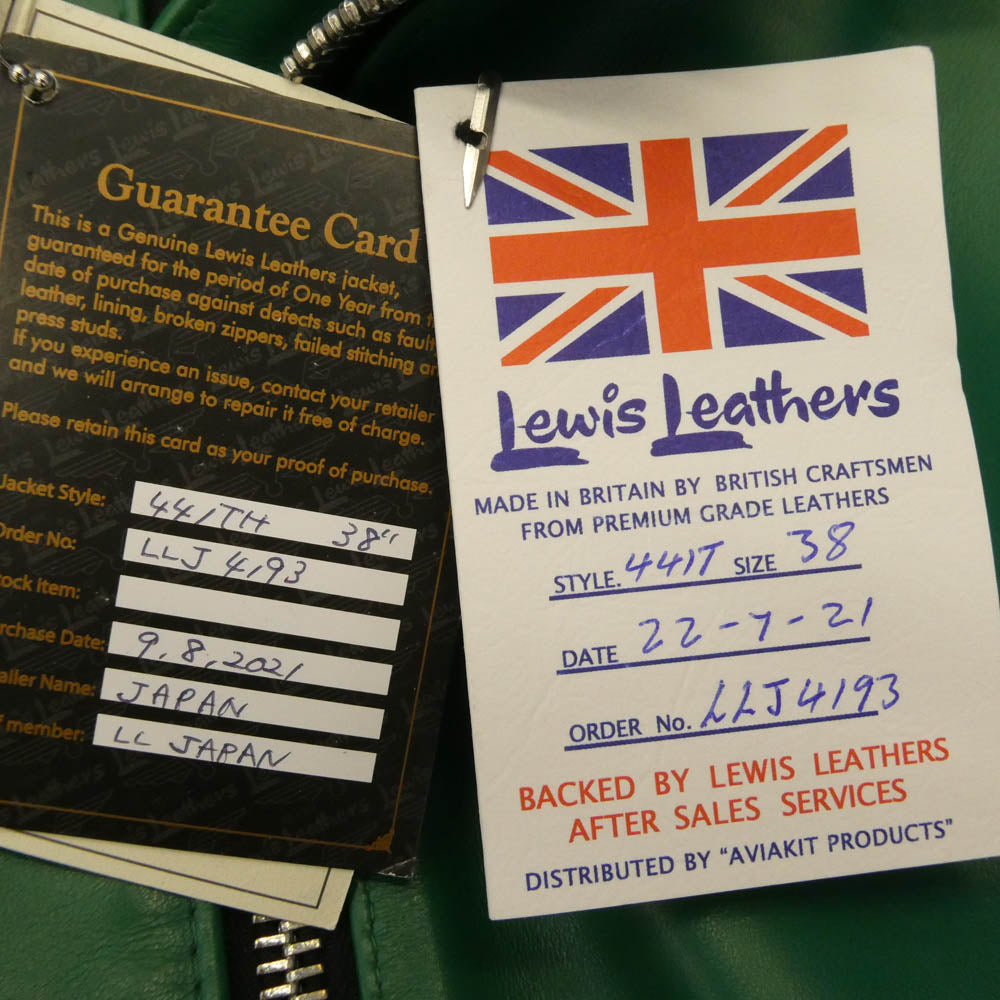 Guarantee Card
This is a Genuine Lewis Leathers jacket,
guaranteed for the period of One Year from
date of purchase against defects such as
leather, lining, broken zippers, failed stitching
press studs.
If you experience an issue, contact your retailer
and we will arrange to repair it free of charge.
Please retain this card as your proof of purchase.
Jacket Style: 441TH 38"
Order No: LLJ 4193
tock Item:
rchase Date: 9.8.2021
ailer Name: JAPAN
f member: LL JAPAN
Lewis Leathers
MADE IN BRITAIN BY BRITISH CRAFTSMEN
FROM PREMIUM GRADE LEATHERS
STYLE. 441T SIZE 38
DATE 22-7-21
ORDER No. LLJ4193
BACKED BY LEWIS LEATHERS
AFTER SALES SERVICES
DISTRIBUTED BY "AVIAKIT PRODUCTS"